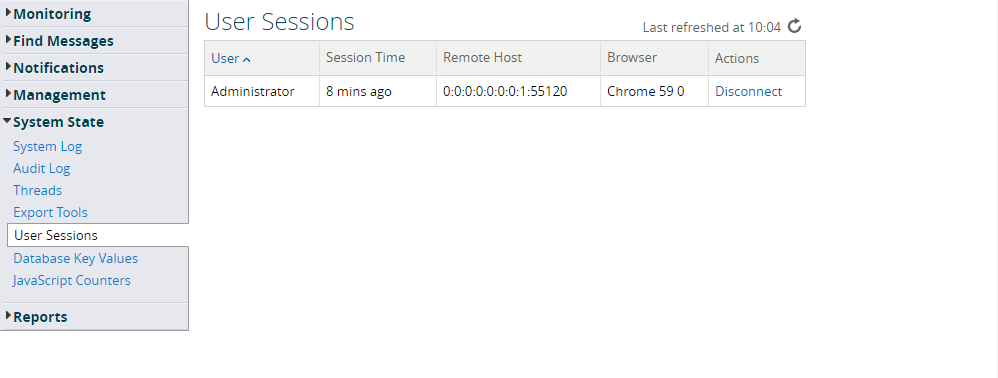 Monitoring
Find Messages
Notifications
Management
System State
System Log
Audit Log
Threads
Export Tools
User Sessions
Database Key Values
JavaScript Counters
Reports
User Sessions
Last refreshed at 10:04
User Session Time Remote Host Browser Actions
Administrator 8 mins ago 0:0:0:0:0:0:0:1:55120 Chrome 59 0 Disconnect